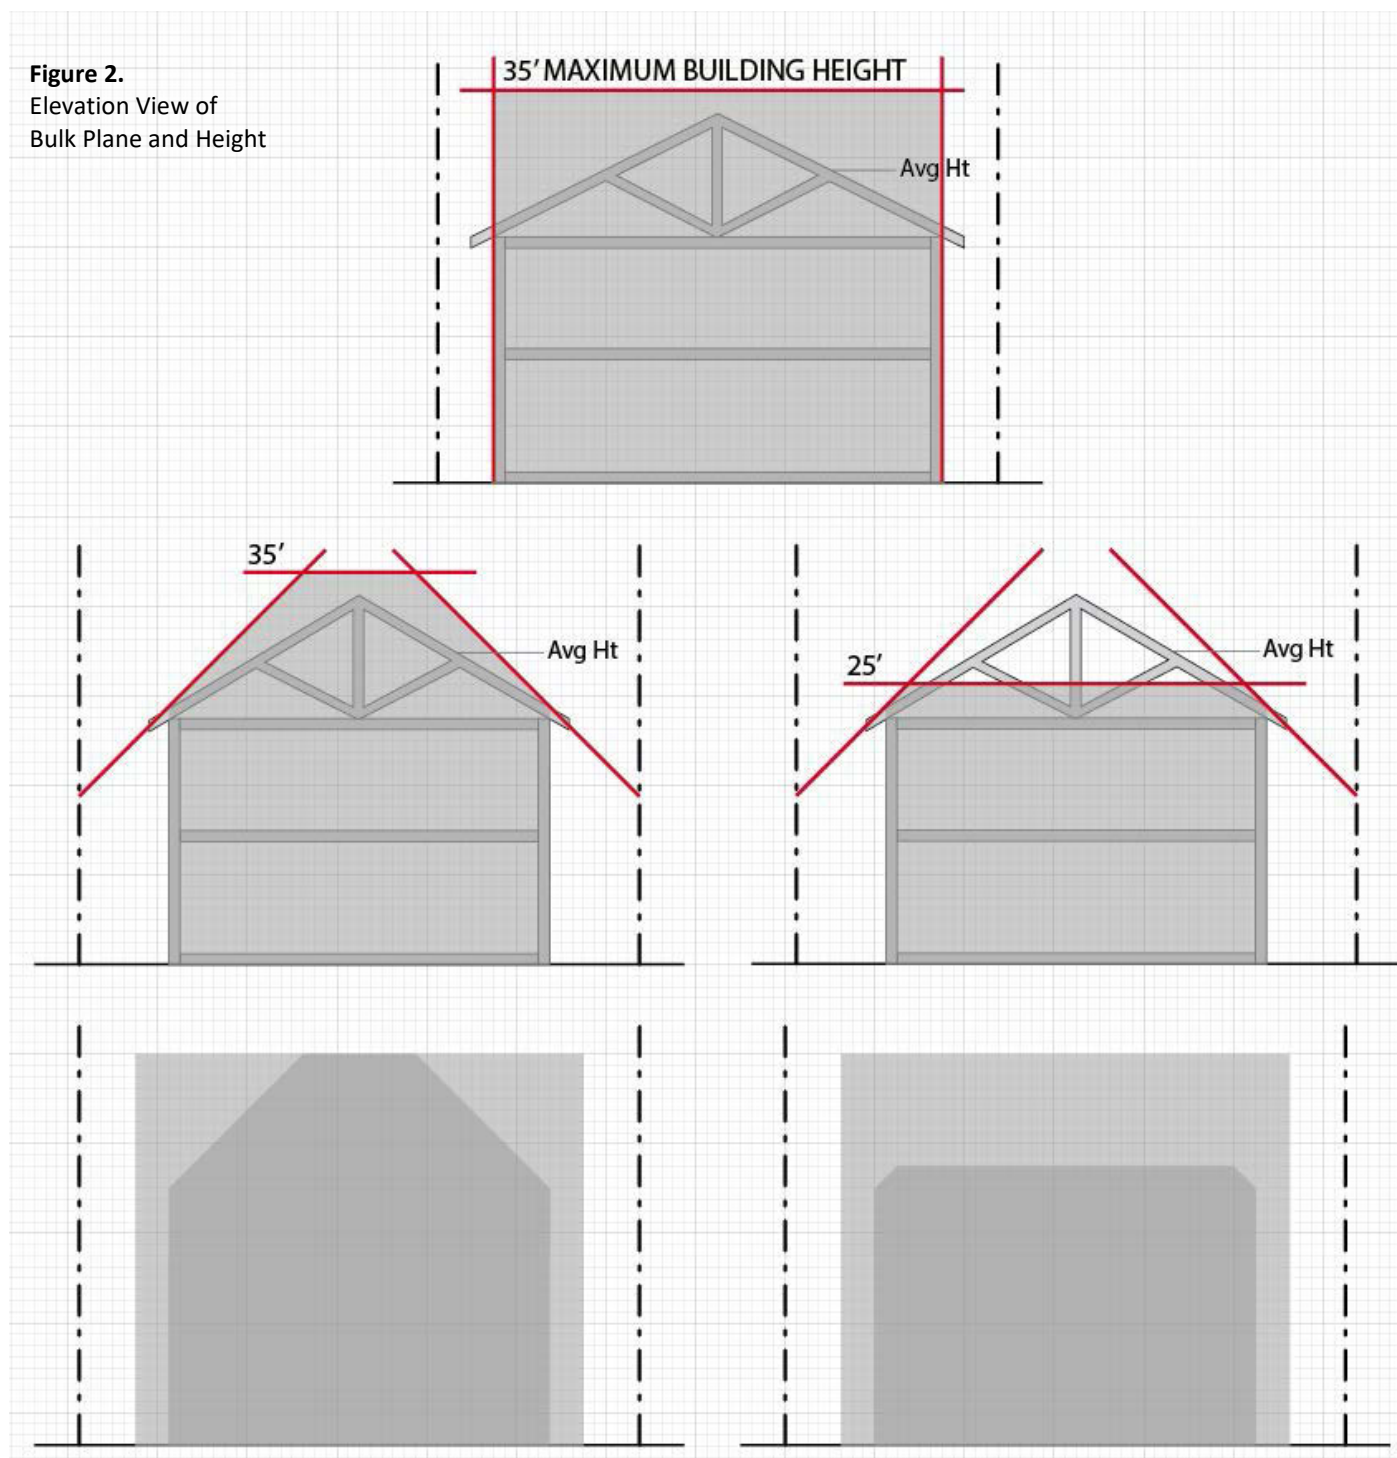 Figure 2.
Elevation View of
Bulk Plane and Height
35’ MAXIMUM BUILDING HEIGHT
Avg Ht
35’
Avg Ht
25’
Avg Ht